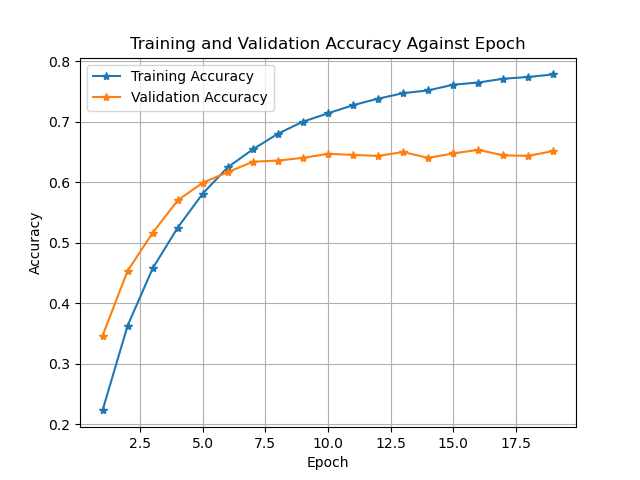 Training and Validation Accuracy Against Epoch
Training Accuracy
Validation Accuracy
0.8
0.7
0.6
0.5
0.4
0.3
0.2
Accuracy
2.5 5.0 7.5 10.0 12.5 15.0 17.5
Epoch